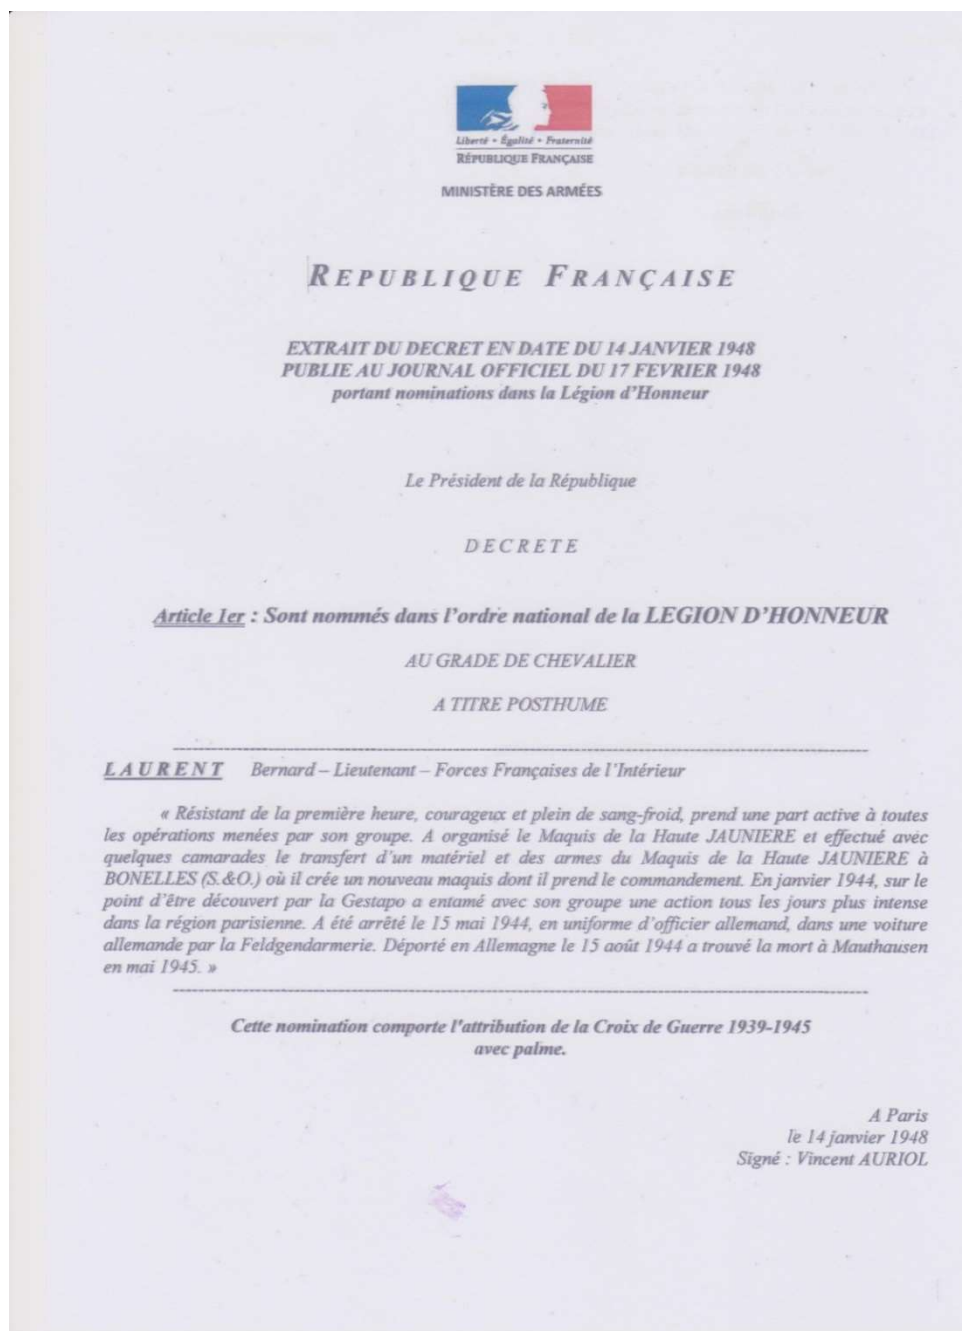 Liberté • Égalité • Fraternité
RÉPUBLIQUE FRANÇAISE
MINISTÈRE DES ARMÉES
REPUBLIQUE FRANÇAISE
EXTRAIT DU DECRET EN DATE DU 14 JANVIER 1948
PUBLIE AU JOURNAL OFFICIEL DU 17 FEVRIER 1948
portant nominations dans la Légion d'Honneur
Le Président de la République
DECRETE
Article 1er : Sont nommés dans l'ordre national de la LEGION D'HONNEUR
AU GRADE DE CHEVALIER
A TITRE POSTHUME
LAURENT Bernard – Lieutenant – Forces Françaises de l'Intérieur
« Résistant de la première heure, courageux et plein de sang-froid, prend une part active à toutes
les opérations menées par son groupe. A organisé le Maquis de la Haute JAUNIERE et effectué avec
quelques camarades le transfert d'un matériel et des armes du Maquis de la Haute JAUNIERE à
BONELLES (S.&O.) où il crée un nouveau maquis dont il prend le commandement. En janvier 1944, sur le
point d'être découvert par la Gestapo a entamé avec son groupe une action tous les jours plus intense
dans la région parisienne. A été arrêté le 15 mai 1944, en uniforme d'officier allemand, dans une voiture
allemande par la Feldgendarmerie. Déporté en Allemagne le 15 août 1944 a trouvé la mort à Mauthausen
en mai 1945. »
Cette nomination comporte l'attribution de la Croix de Guerre 1939-1945
avec palme.
A Paris
le 14 janvier 1948
Signé : Vincent AURIOL